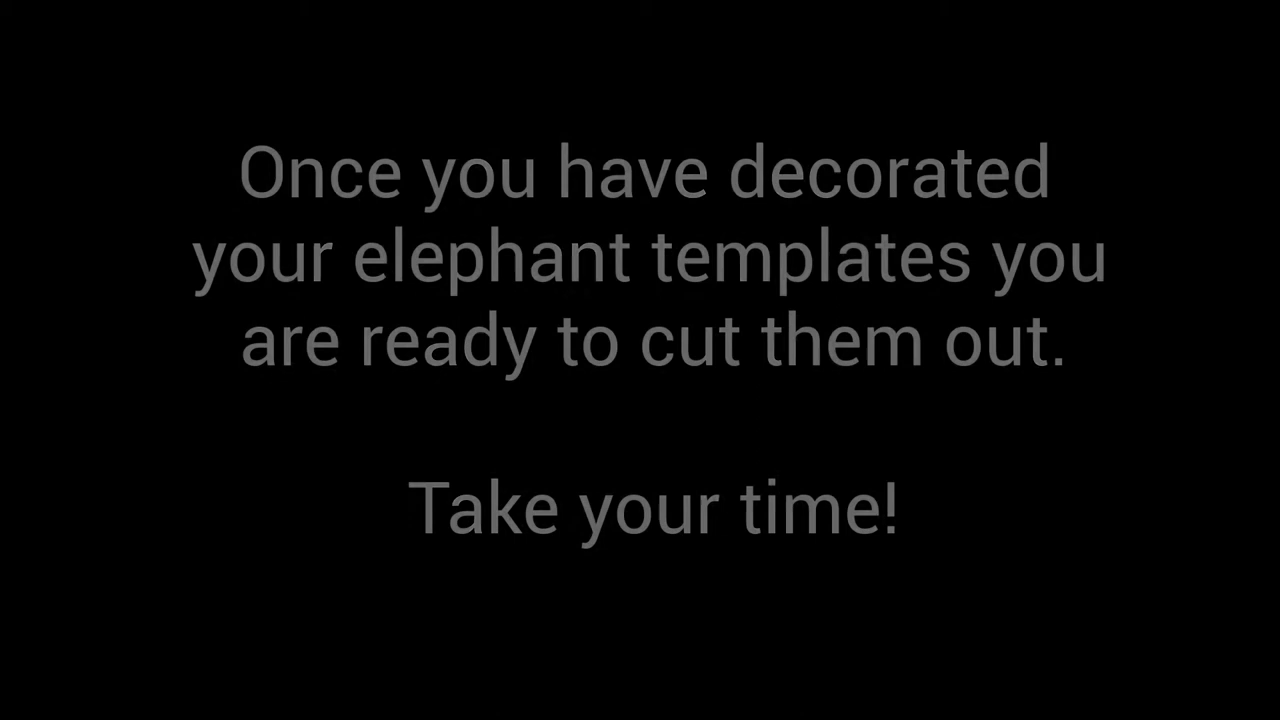 Once you have decorated
your elephant templates you
are ready to cut them out.
Take your time!